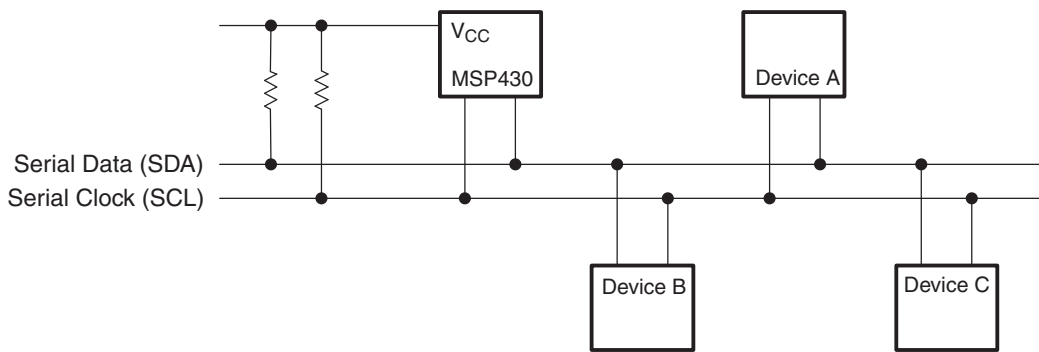 VCC
MSP430
Device A
Serial Data (SDA)
Serial Clock (SCL)
Device B
Device C